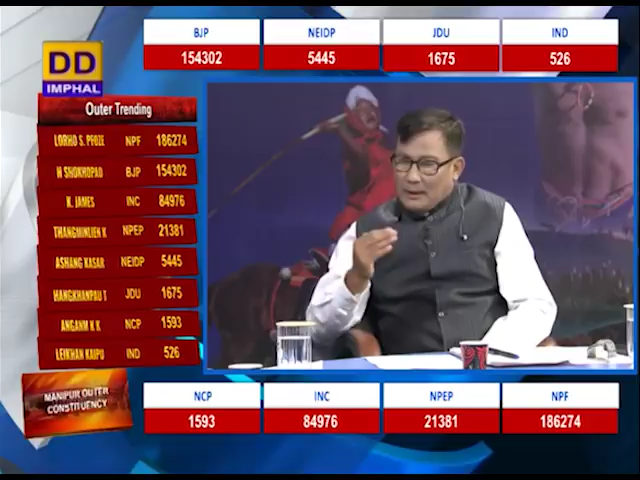 BJP NEIDP JDU IND
154302 5445 1675 526
DD
IMPHAL
Outer Trending
LORHO S. PFOZE NPF 186274
H SHOKHOPAO BJP 154302
K. JAMES INC 84976
THANGMINLIEN K NPEP 21381
ASHANG KASAR NEIDP 5445
HANGKHANPAU T JDU 1675
ANGAM K K NCP 1593
LEIKHAN KAIPU IND 526
MANIPUR OUTER
CONSTITUENCY
NCP INC NPEP NPF
1593 84976 21381 186274